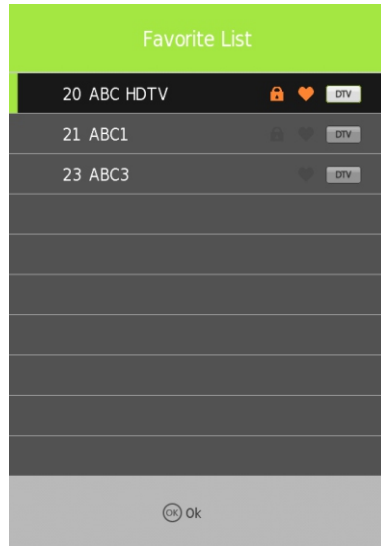 Favorite List
20 ABC HDTV DTV
21 ABC1 DTV
23 ABC3 DTV
OK Ok